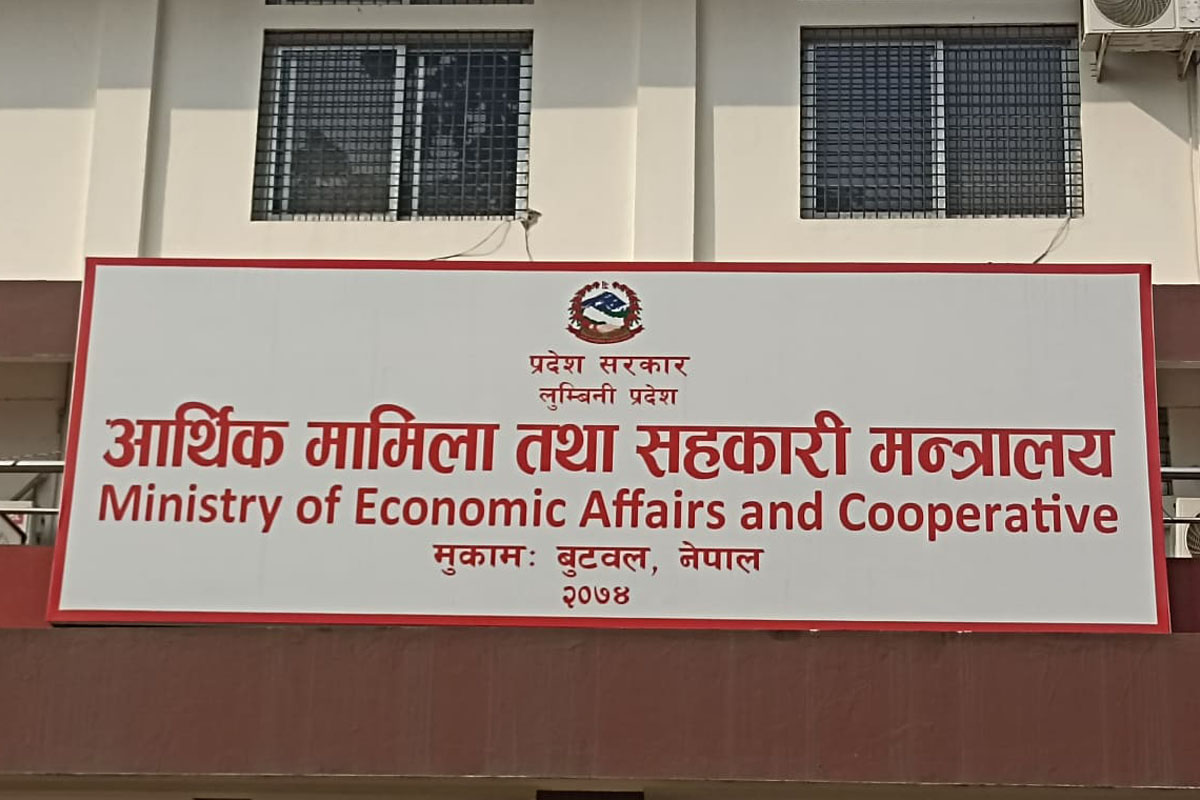 प्रदेश सरकार
लुम्बिनी प्रदेश
आर्थिक मामिला तथा सहकारी मन्त्रालय
Ministry of Economic Affairs and Cooperative
मुकामः बुटवल, नेपाल
२०७४